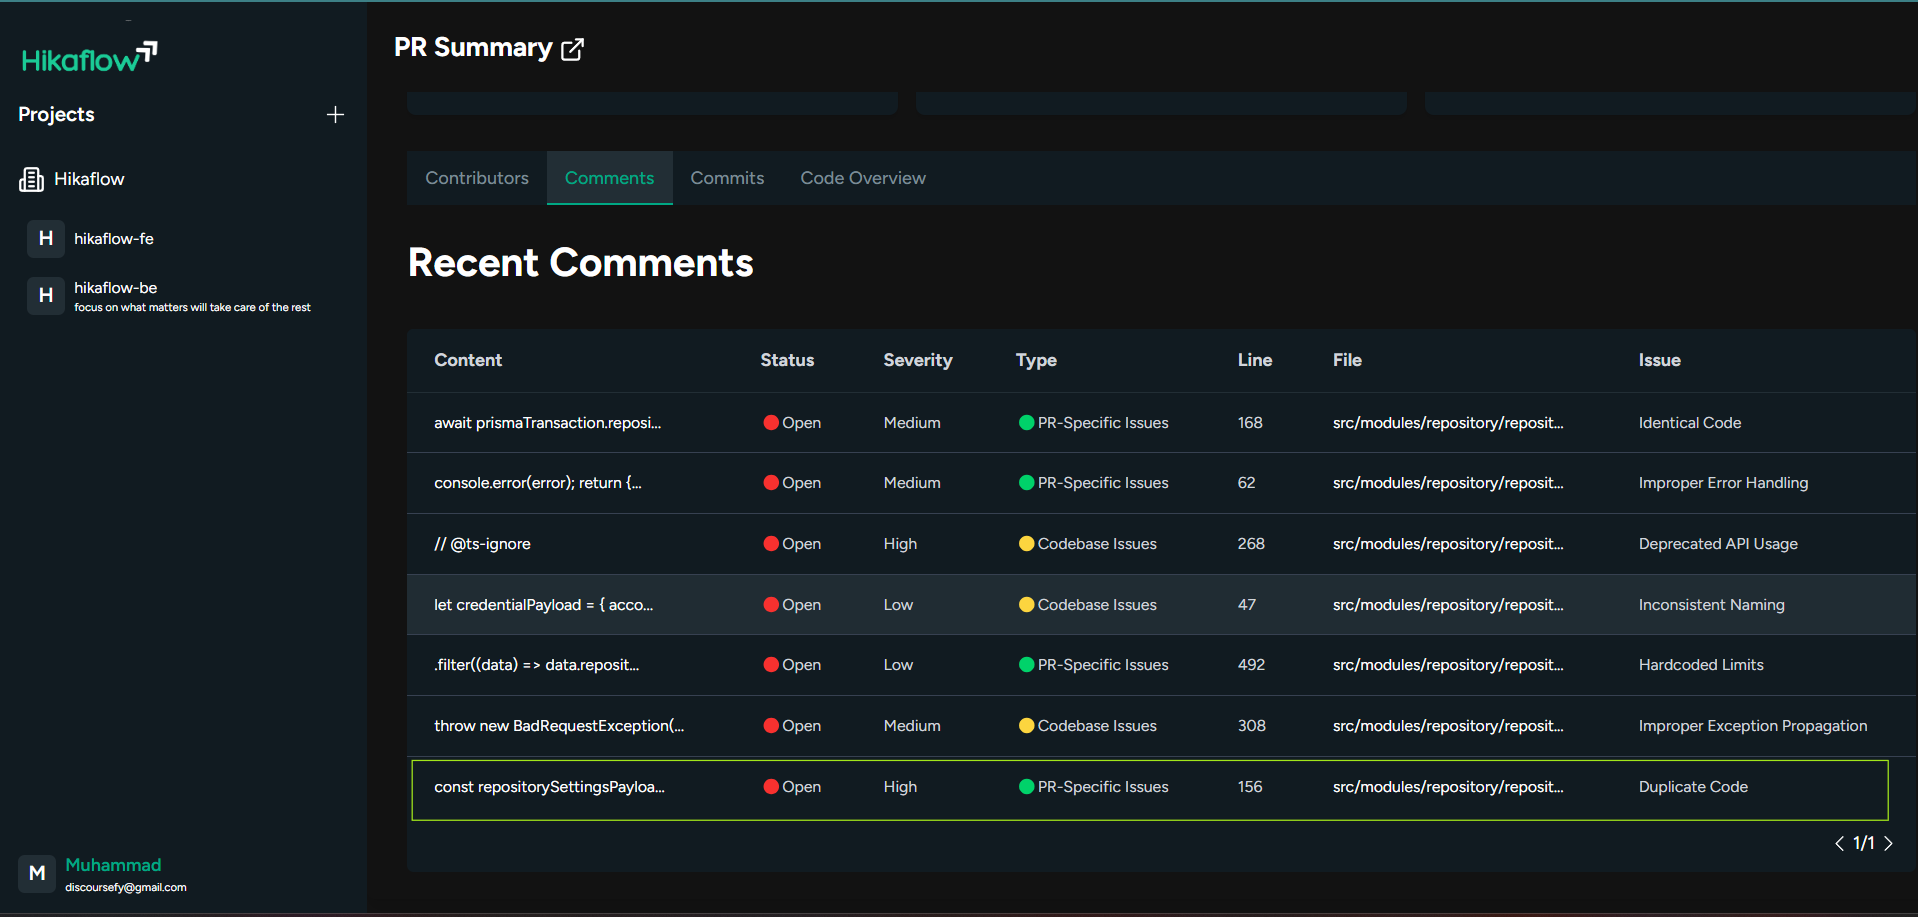 Hikaflow
Projects
Hikaflow
H hikaflow-fe
H hikaflow-be
focus on what matters will take care of the rest
M Muhammad
discoursefy@gmail.com
PR Summary
Contributors Comments Commits Code Overview
Recent Comments
Content Status Severity Type Line File Issue
await prismaTransaction.reposi... Open Medium PR-Specific Issues 168 src/modules/repository/reposit... Identical Code
console.error(error); return {... Open Medium PR-Specific Issues 62 src/modules/repository/reposit... Improper Error Handling
// @ts-ignore Open High Codebase Issues 268 src/modules/repository/reposit... Deprecated API Usage
let credentialPayload = { acco... Open Low Codebase Issues 47 src/modules/repository/reposit... Inconsistent Naming
.filter((data) => data.reposit... Open Low PR-Specific Issues 492 src/modules/repository/reposit... Hardcoded Limits
throw new BadRequestException(... Open Medium Codebase Issues 308 src/modules/repository/reposit... Improper Exception Propagation
const repositorySettingsPayloa... Open High PR-Specific Issues 156 src/modules/repository/reposit... Duplicate Code
< 1/1 >